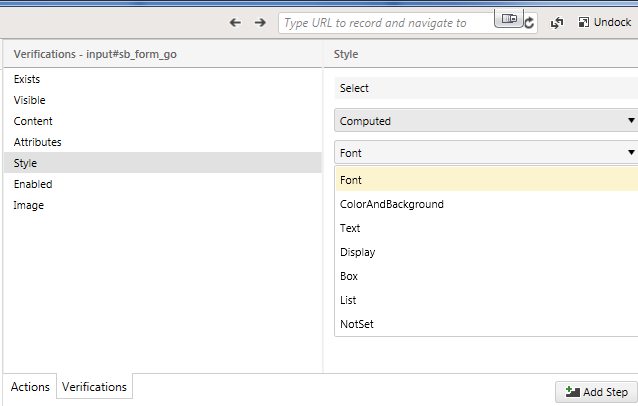 Type URL to record and navigate to
Undock
Verifications - input#sb_form_go
Style
Exists
Visible
Content
Attributes
Style
Enabled
Image
Select
Computed
Font
Font
ColorAndBackground
Text
Display
Box
List
NotSet
Actions
Verifications
Add Step